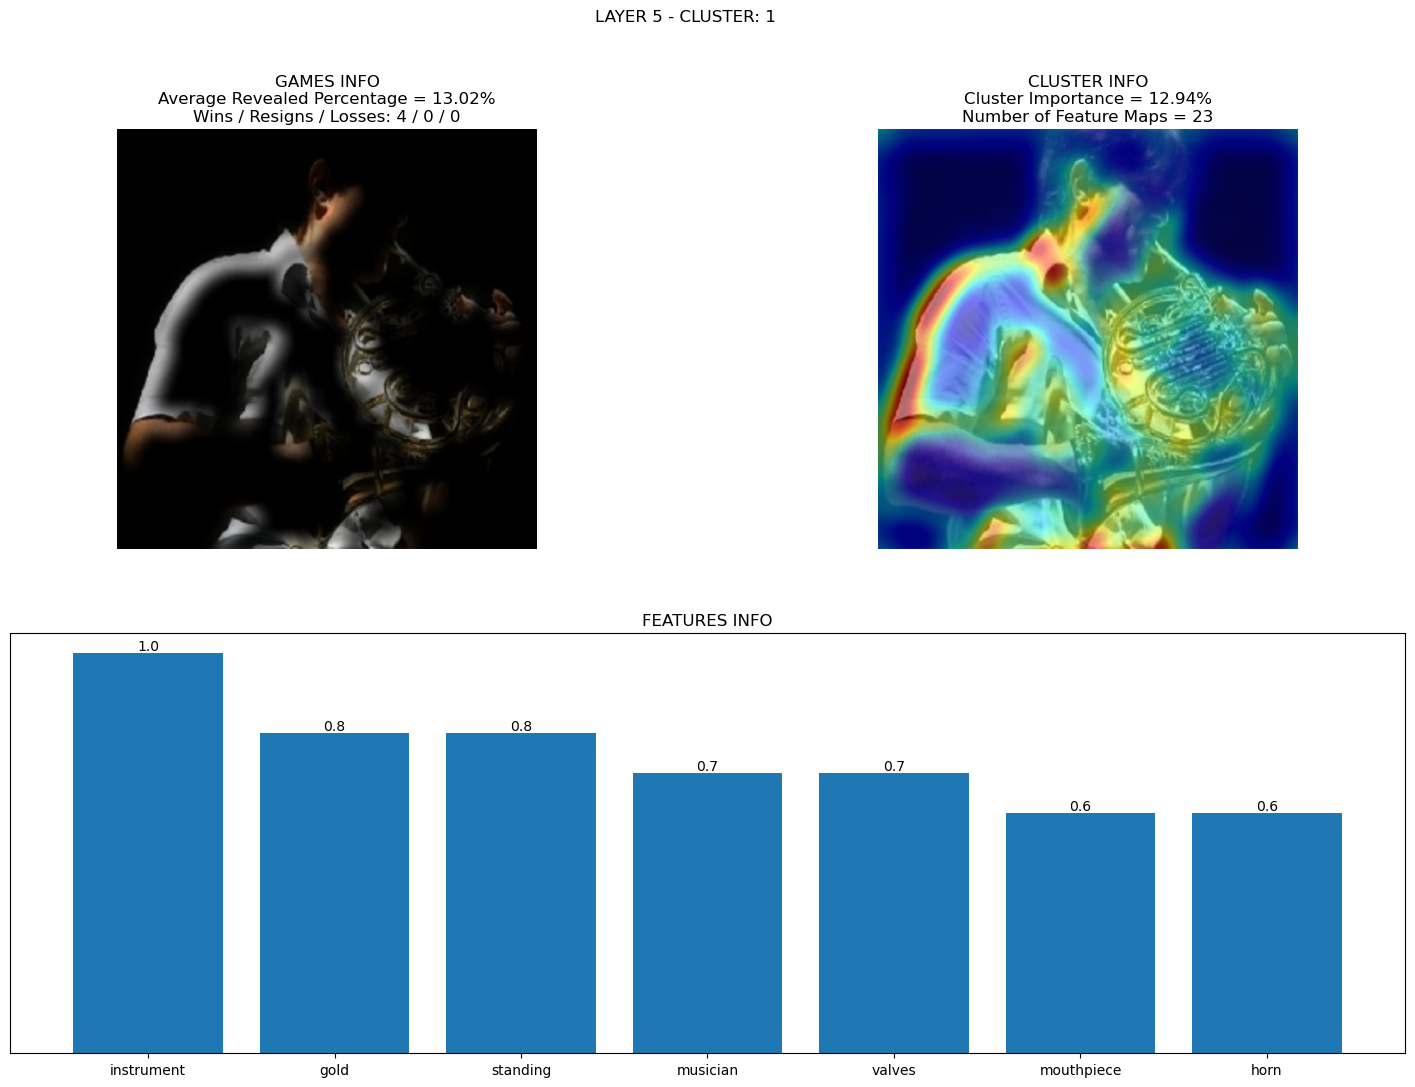 LAYER 5 - CLUSTER: 1
GAMES INFO
Average Revealed Percentage = 13.02%
Wins / Resigns / Losses: 4 / 0 / 0
CLUSTER INFO
Cluster Importance = 12.94%
Number of Feature Maps = 23
FEATURES INFO
1.0
0.8
0.8
0.7
0.7
0.6
0.6
instrument
gold
standing
musician
valves
mouthpiece
horn